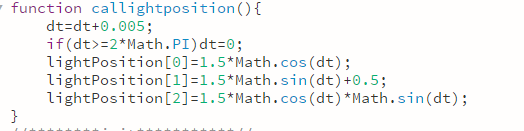 function callightposition(){
    dt=dt+0.005;
    if(dt>=2*Math.PI)dt=0;
    lightPosition[0]=1.5*Math.cos(dt);
    lightPosition[1]=1.5*Math.sin(dt)+0.5;
    lightPosition[2]=1.5*Math.cos(dt)*Math.sin(dt);
}